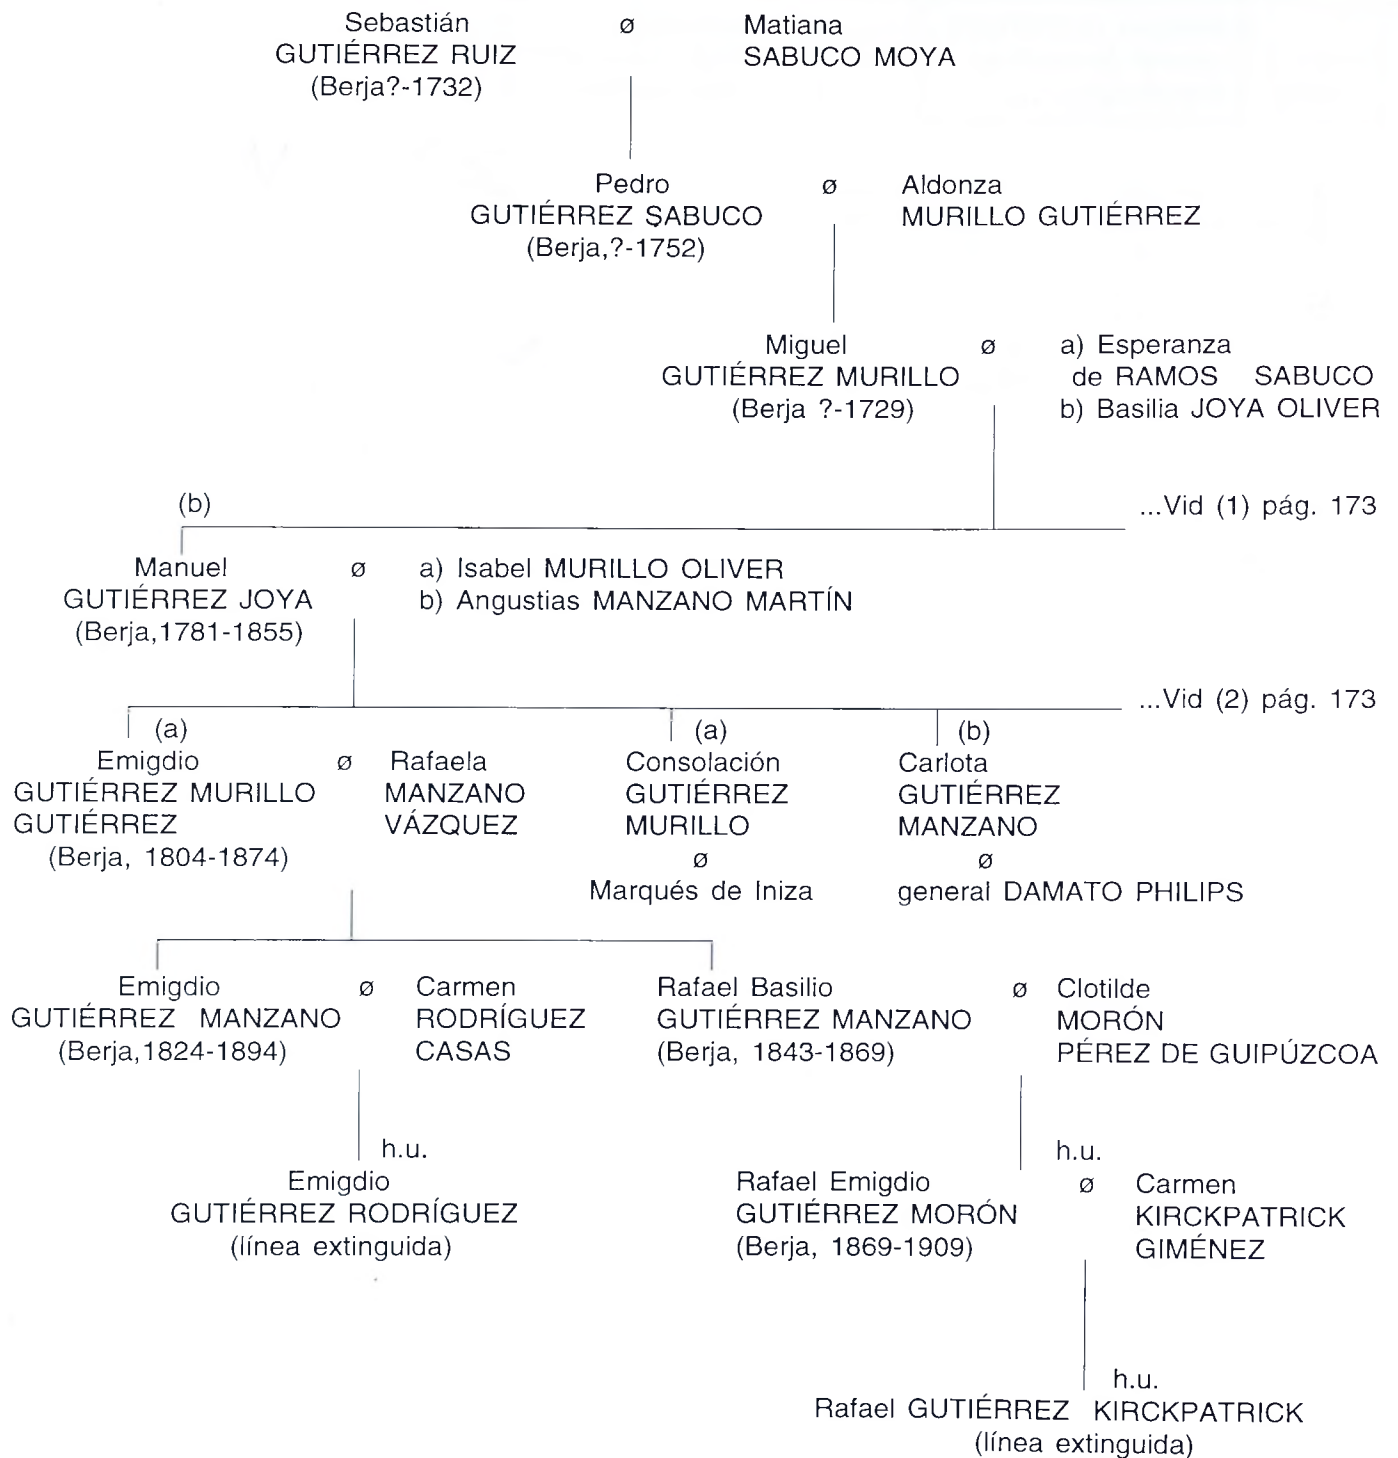 Sebastián ø Matiana
GUTIÉRREZ RUIZ SABUCO MOYA
(Berja?-1732)
Pedro ø Aldonza
GUTIÉRREZ SABUCO MURILLO GUTIÉRREZ
(Berja,?-1752)
Miguel ø a) Esperanza
GUTIÉRREZ MURILLO de RAMOS SABUCO
(Berja ?-1729) b) Basilia JOYA OLIVER
(b) ...Vid (1) pág. 173
Manuel ø a) Isabel MURILLO OLIVER
GUTIÉRREZ JOYA b) Angustias MANZANO MARTÍN
(Berja,1781-1855)
...Vid (2) pág. 173
(a) (a) (b)
Emigdio ø Rafaela Consolación Carlota
GUTIÉRREZ MURILLO MANZANO GUTIÉRREZ GUTIÉRREZ
GUTIÉRREZ VÁZQUEZ MURILLO MANZANO
(Berja, 1804-1874) ø ø
Marqués de Iniza general DAMATO PHILIPS
Emigdio ø Carmen Rafael Basilio ø Clotilde
GUTIÉRREZ MANZANO RODRÍGUEZ GUTIÉRREZ MANZANO MORÓN
(Berja,1824-1894) CASAS (Berja, 1843-1869) PÉREZ DE GUIPÚZCOA
h.u. h.u.
Emigdio Rafael Emigdio ø Carmen
GUTIÉRREZ RODRÍGUEZ GUTIÉRREZ MORÓN KIRCKPATRICK
(línea extinguida) (Berja, 1869-1909) GIMÉNEZ
h.u.
Rafael GUTIÉRREZ KIRCKPATRICK
(línea extinguida)